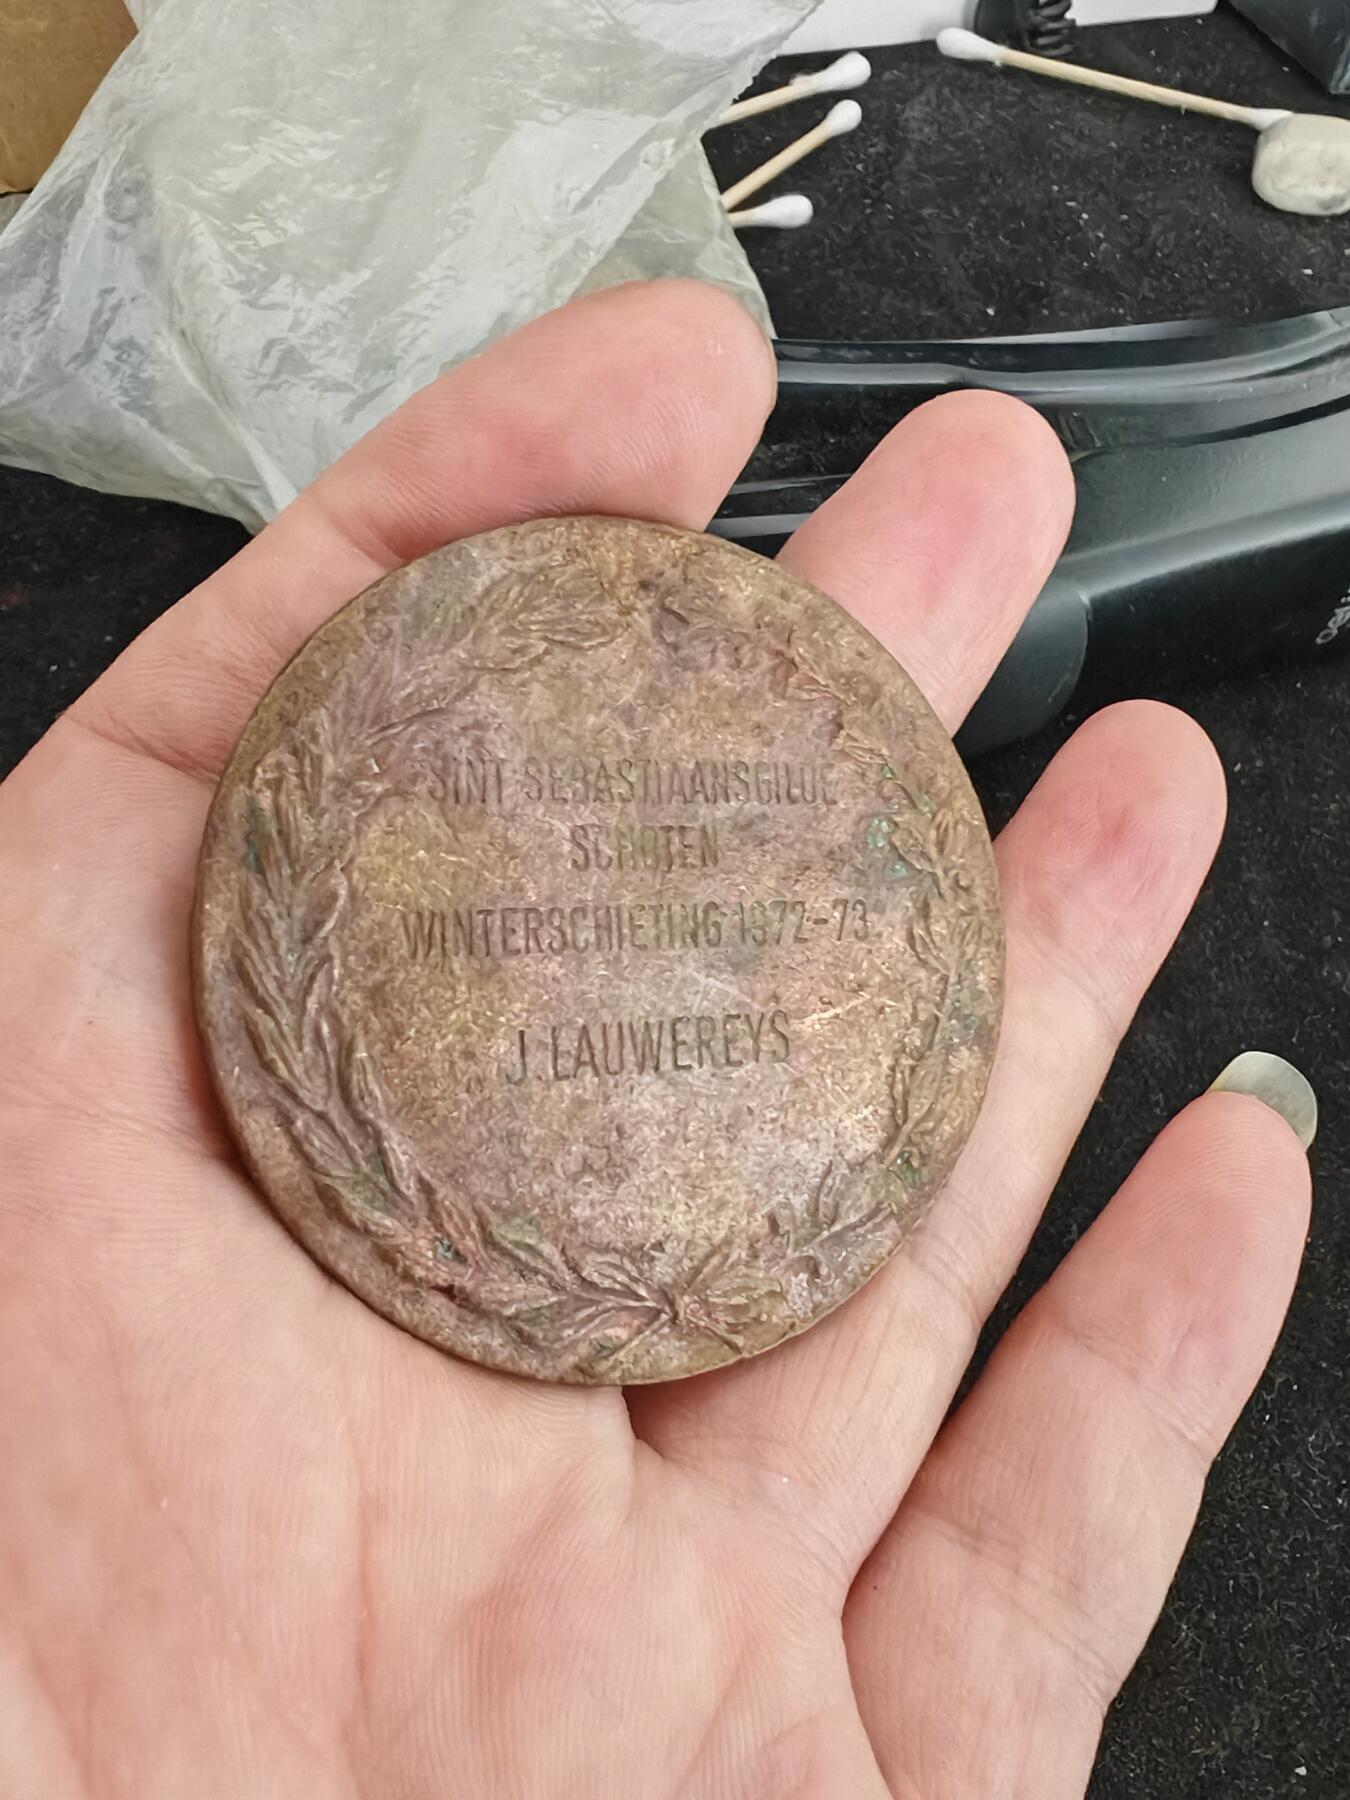 SINT SEBASTIAANSGILDE
SCHOTEN
WINTERSCHIETING 1972-73
J. LAUWEREYS